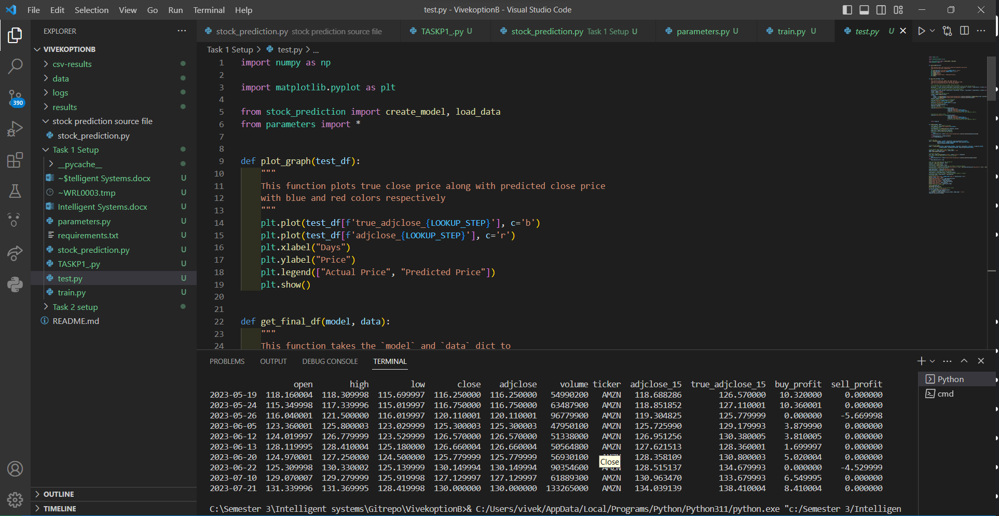 File Edit Selection View Go Run Terminal Help test.py - VivekoptionB - Visual Studio Code
EXPLORER
VIVEKOPTIONB
csv-results
data
logs
results
stock prediction source file
stock_prediction.py
Task 1 Setup
__pycache__
~$telligent Systems.docx U
~WRL0003.tmp U
Intelligent Systems.docx U
parameters.py U
requirements.txt U
stock_prediction.py U
TASKP1_.py U
test.py U
train.py U
Task 2 setup
README.md
OUTLINE
TIMELINE
390
stock_prediction.py stock prediction source file TASKP1_.py U stock_prediction.py Task 1 Setup U parameters.py U train.py U test.py U
Task 1 Setup > test.py > ...
1 import numpy as np
2
3 import matplotlib.pyplot as plt
4
5 from stock_prediction import create_model, load_data
6 from parameters import *
7
8
9 def plot_graph(test_df):
10 """
11 This function plots true close price along with predicted close price
12 with blue and red colors respectively
13 """
14 plt.plot(test_df[f'true_adjclose_{LOOKUP_STEP}'], c='b')
15 plt.plot(test_df[f'adjclose_{LOOKUP_STEP}'], c='r')
16 plt.xlabel("Days")
17 plt.ylabel("Price")
18 plt.legend(["Actual Price", "Predicted Price"])
19 plt.show()
20
21
22 def get_final_df(model, data):
23 """
24 This function takes the `model` and `data` dict to
PROBLEMS OUTPUT DEBUG CONSOLE TERMINAL
open high low close adjclose volume ticker adjclose_15 true_adjclose_15 buy_profit sell_profit
2023-05-19 118.160004 118.309998 115.699997 116.250000 116.250000 54990200 AMZN 118.688286 126.570000 10.320000 0.000000
2023-05-24 115.349998 117.339996 115.019997 116.750000 116.750000 63487900 AMZN 118.851852 127.110001 10.360001 0.000000
2023-05-26 116.040001 121.500000 116.019997 120.110001 120.110001 96779900 AMZN 119.304825 125.779999 0.000000 -5.669998
2023-06-05 123.360001 125.800003 123.029999 125.300003 125.300003 47950100 AMZN 125.725990 129.179993 3.879990 0.000000
2023-06-12 124.019997 126.779999 123.529999 126.570000 126.570000 51338000 AMZN 126.951256 130.380005 3.810005 0.000000
2023-06-13 128.119995 128.410004 125.180000 126.660004 126.660004 50564800 AMZN 127.621513 128.360001 1.699997 0.000000
2023-06-20 124.970001 127.250000 124.500000 125.779999 125.779999 56930100 128.358109 130.800003 5.020004 0.000000
Close
2023-06-22 125.309998 130.330002 125.139999 130.149994 130.149994 90354600 AMZN 128.515137 134.679993 0.000000 -4.529999
2023-07-10 129.070007 129.279999 125.919998 127.129997 127.129997 61889300 AMZN 130.963470 133.679993 6.549995 0.000000
2023-07-21 131.339996 131.369995 128.419998 130.000000 130.000000 133265000 AMZN 134.039139 138.410004 8.410004 0.000000
C:\Semester 3\Intelligent systems\Gitrepo\VivekoptionB>& C:/Users/vivek/AppData/Local/Programs/Python/Python311/python.exe "c:/Semester 3/Intelligen
Python
cmd